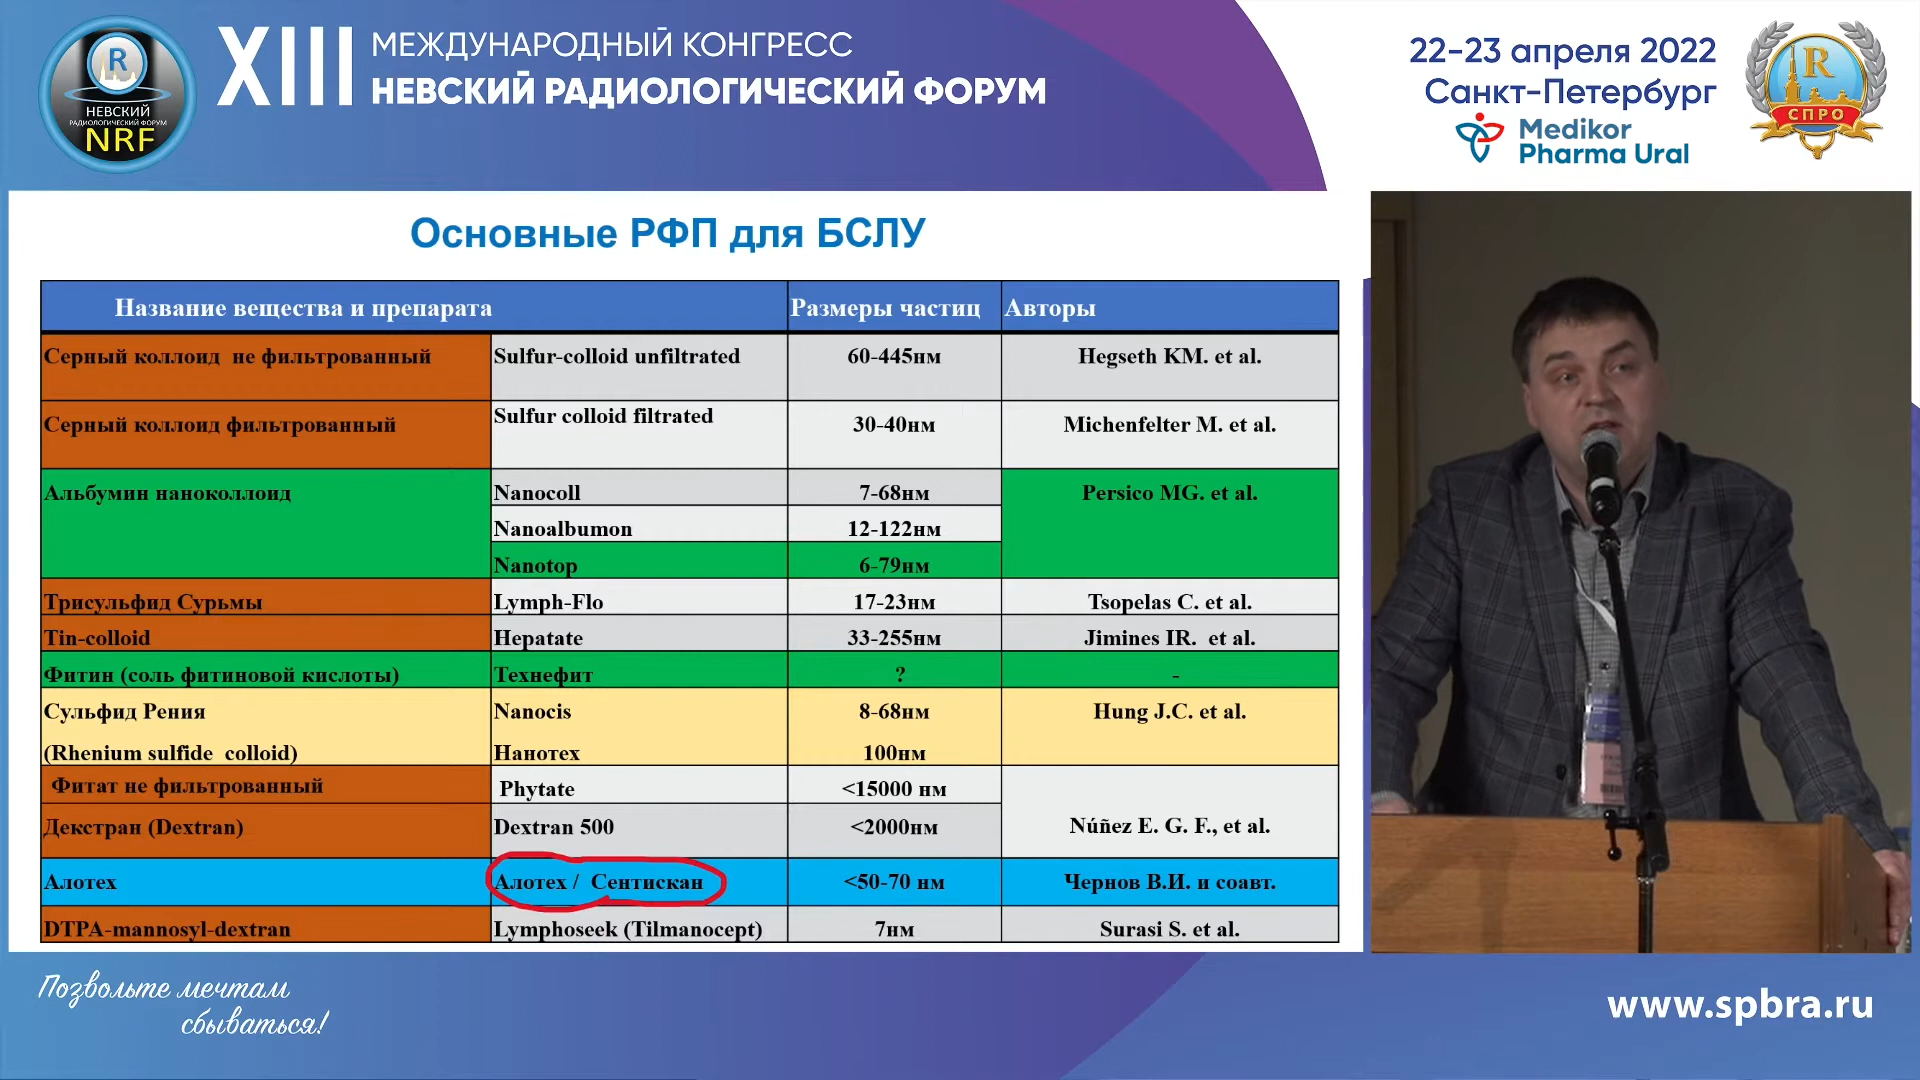 XIII МЕЖДУНАРОДНЫЙ КОНГРЕСС
НЕВСКИЙ РАДИОЛОГИЧЕСКИЙ ФОРУМ
R
НЕВСКИЙ
РАДИОЛОГИЧЕСКИЙ ФОРУМ
NRF
22-23 апреля 2022
Санкт-Петербург
Medikor
Pharma Ural
R
СПРО
Основные РФП для БСЛУ
Название вещества и препарата Размеры частиц Авторы
Серный коллоид не фильтрованный Sulfur-colloid unfiltrated 60-445нм Hegseth KM. et al.
Серный коллоид фильтрованный Sulfur colloid filtrated 30-40нм Michenfelter M. et al.
Альбумин наноколлоид Nanocoll 7-68нм Persico MG. et al.
Nanoalbumon 12-122нм
Nanotop 6-79нм
Трисульфид Сурьмы Lymph-Flo 17-23нм Tsopelas C. et al.
Tin-colloid Hepatate 33-255нм Jimines IR. et al.
Фитин (соль фитиновой кислоты) Технефит ? -
Сульфид Рения Nanocis 8-68нм Hung J.C. et al.
(Rhenium sulfide colloid) Нанотех 100нм
Фитат не фильтрованный Phytate <15000 нм
Декстран (Dextran) Dextran 500 <2000нм Núñez E. G. F., et al.
Алотех Алотех / Сентискан <50-70 нм Чернов В.И. и соавт.
DTPA-mannosyl-dextran Lymphoseek (Tilmanocept) 7нм Surasi S. et al.
Позвольте мечтам
сбываться!
www.spbra.ru